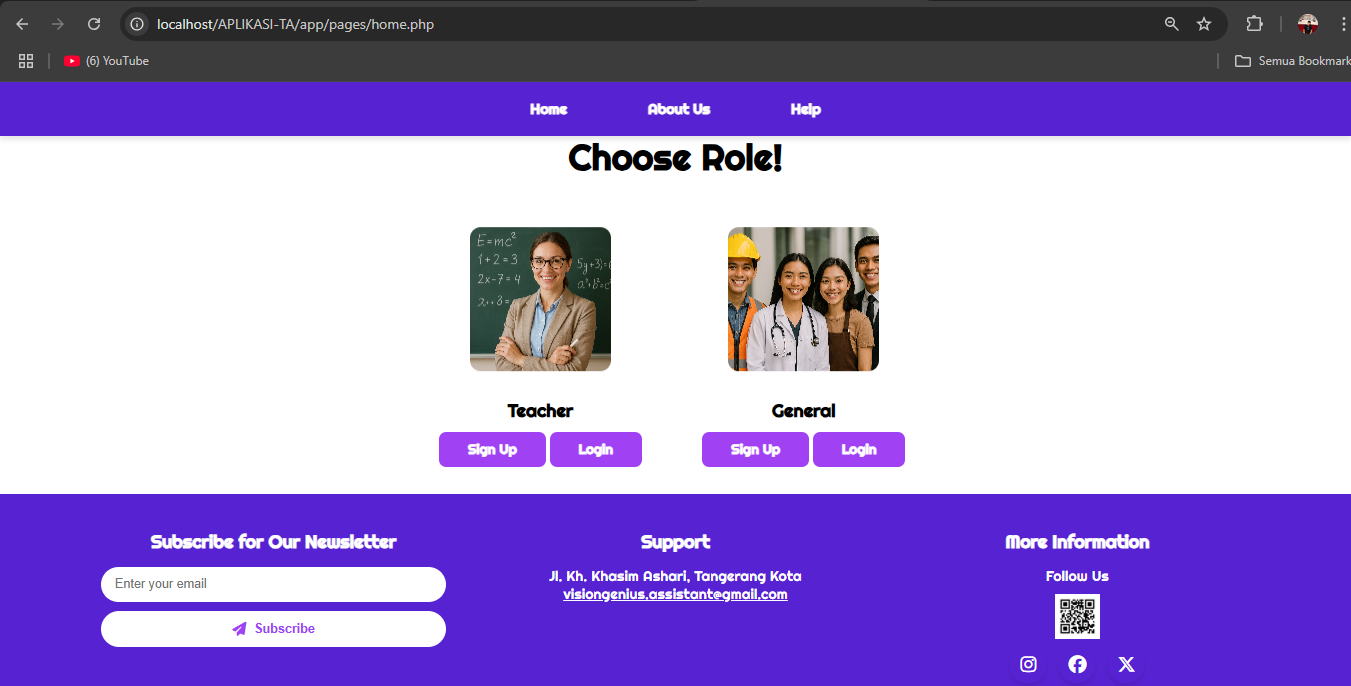 localhost/APLIKASI-TA/app/pages/home.php
(6) YouTube
Semua Bookmark
Home About Us Help
Choose Role!
E=mc²
1+2=3
2x-7=4
Teacher
General
Sign Up Login
Sign Up Login
Subscribe for Our Newsletter
Enter your email
Subscribe
Support
Jl. Kh. Khasim Ashari, Tangerang Kota
visiongenius.assistant@gmail.com
More Information
Follow Us